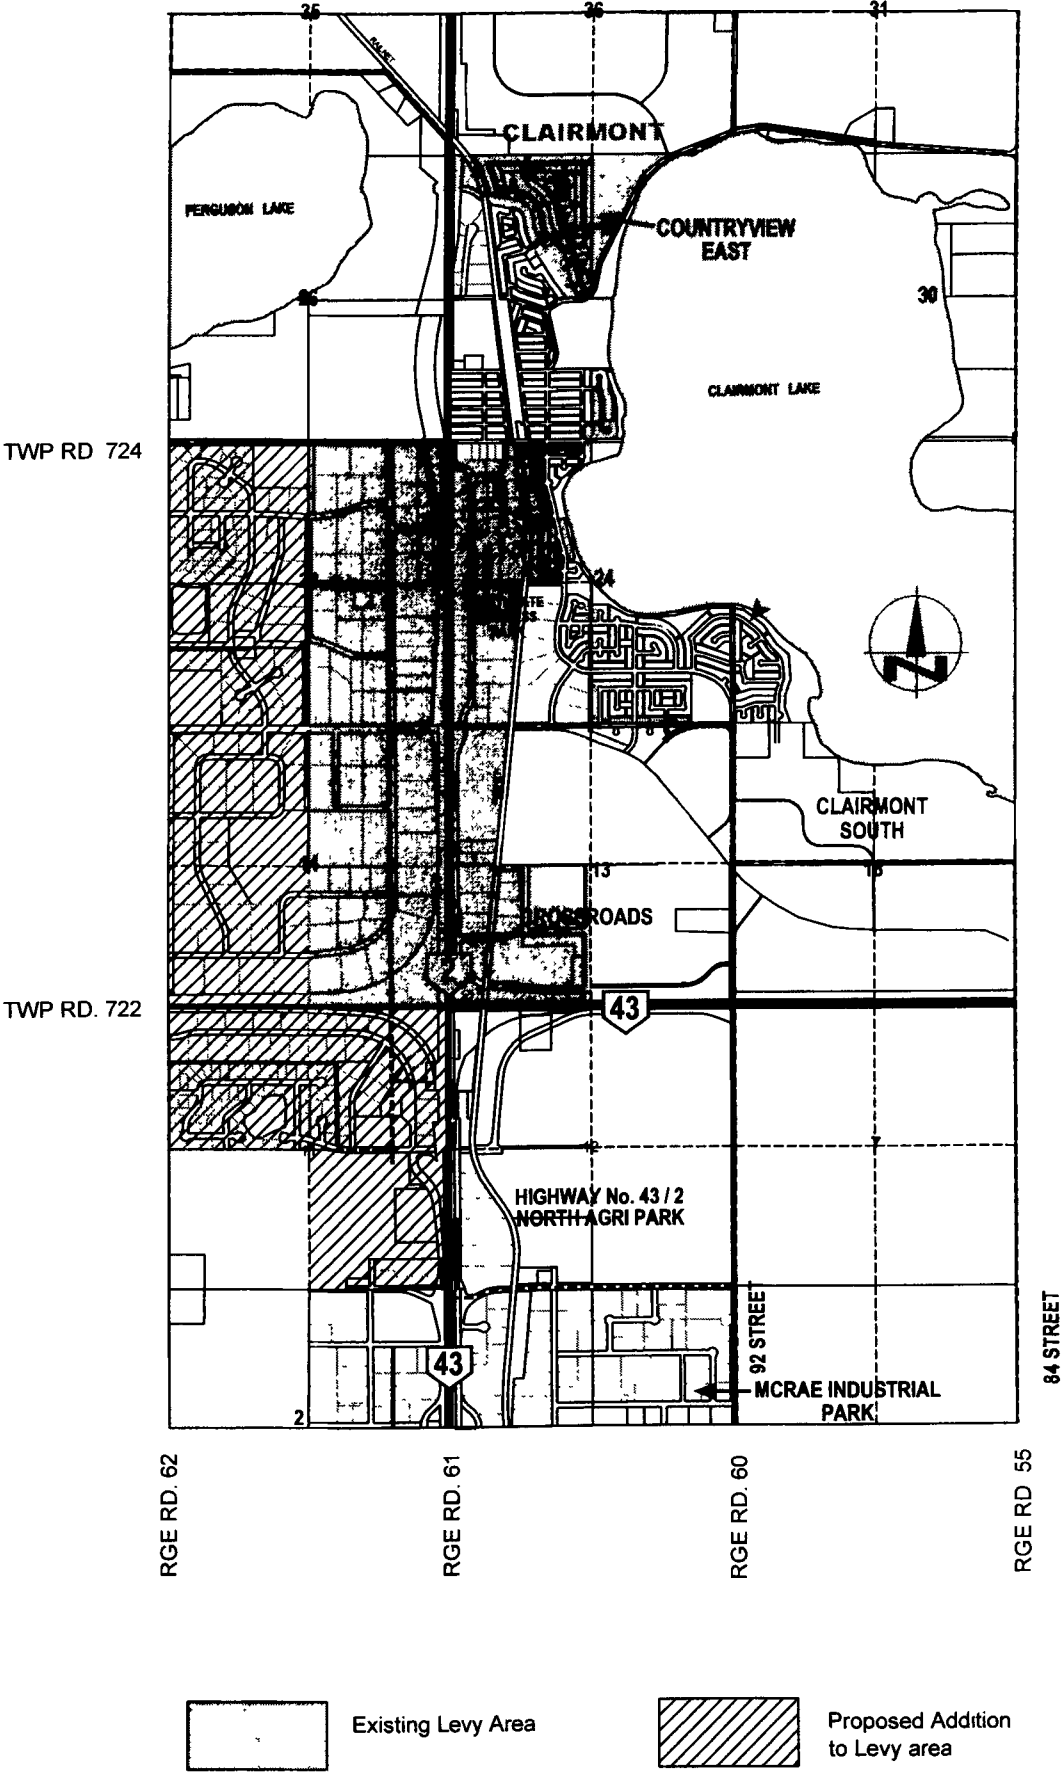 35
36
31
CLAIRMONT
FERGUSON LAKE
COUNTRYVIEW
EAST
26
30
CLAIRMONT LAKE
TWP RD 724
24
CLAIRMONT
SOUTH
13
CROSSROADS
2
TWP RD. 722
43
7
HIGHWAY No. 43 / 2
NORTH AGRI PARK
92 STREET
84 STREET
43
MCRAE INDUSTRIAL
PARK
2
RGE RD. 62
RGE RD. 61
RGE RD. 60
RGE RD 55
Existing Levy Area
Proposed Addition
to Levy area